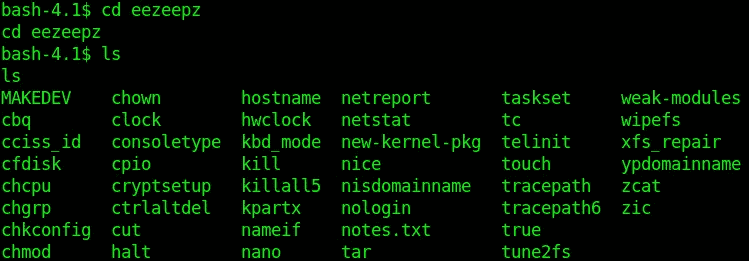 bash-4.1$ cd eezeepz
cd eezeepz
bash-4.1$ ls
ls
MAKEDEV    chown        hostname  netreport       taskset     weak-modules
cbq        clock        hwclock   netstat         tc          wipefs
cciss_id   consoletype  kbd_mode  new-kernel-pkg  telinit     xfs_repair
cfdisk     cpio         kill      nice            touch       ypdomainname
chcpu      cryptsetup   killall5  nisdomainname   tracepath   zcat
chgrp      ctrlaltdel   kpartx    nologin         tracepath6  zic
chkconfig  cut          nameif    notes.txt       true
chmod      halt         nano      tar             tune2fs